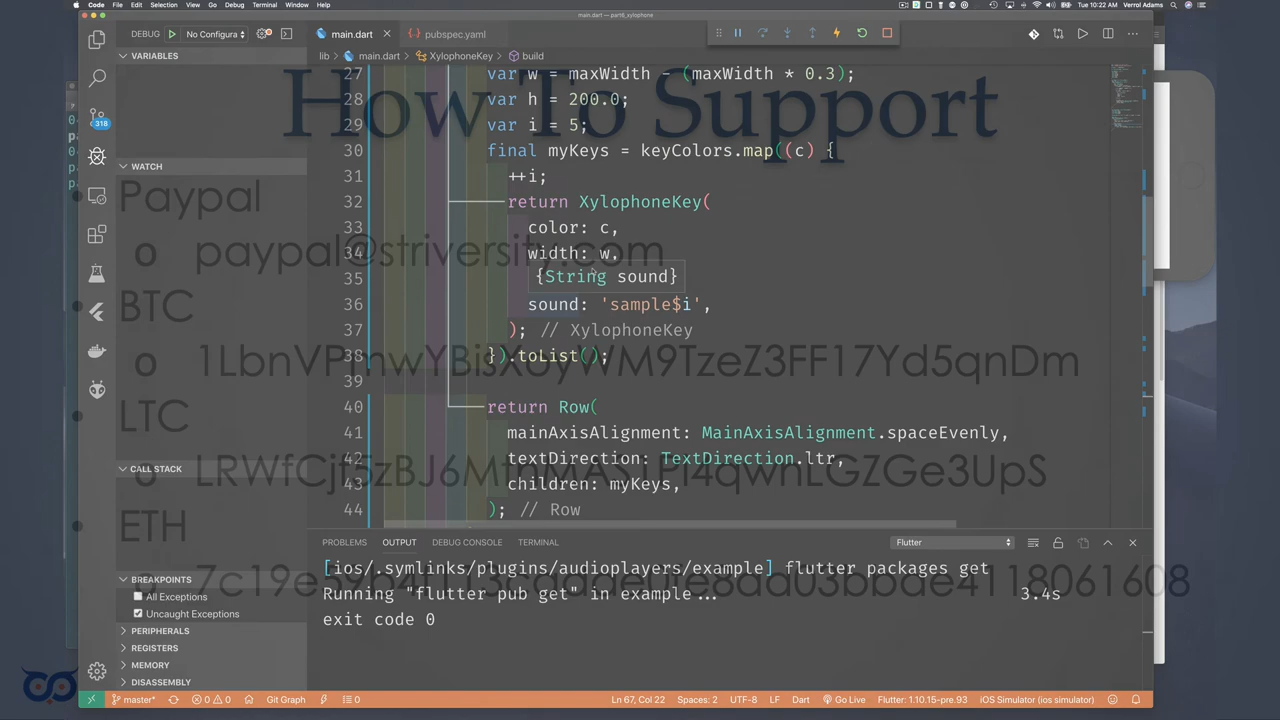 Code File Edit Selection View Go Debug Terminal Window Help
Tue 10:22 AM Verrol Adams
main.dart — part6_xylophone
DEBUG No Configura
main.dart
pubspec.yaml
lib main.dart XylophoneKey build
VARIABLES
WATCH
CALL STACK
BREAKPOINTS
All Exceptions
Uncaught Exceptions
PERIPHERALS
REGISTERS
MEMORY
DISASSEMBLY
318
How To Support
Paypal
paypal@striversity.com
BTC
LTC
ETH
27 var w = maxWidth - (maxWidth * 0.3);
28 var h = 200.0;
29 var i = 5;
30 final myKeys = keyColors.map((c) {
31 ++i;
32 return XylophoneKey(
33 color: c,
34 width: w.
35 {String sound}
36 sound: 'sample$i',
37 ); // XylophoneKey
38 }).toList();
39
40 return Row(
41 mainAxisAlignment: MainAxisAlignment.spaceEvenly,
42 textDirection: TextDirection.ltr,
43 children: myKeys,
44 ); // Row
PROBLEMS OUTPUT DEBUG CONSOLE TERMINAL
Flutter
[ios/.symlinks/plugins/audioplayers/example] flutter packages get
Running "flutter pub get" in example... 3.4s
exit code 0
master* 0 0 Git Graph 0
Ln 67, Col 22 Spaces: 2 UTF-8 LF Dart Go Live Flutter: 1.10.15-pre.93 iOS Simulator (ios simulator)